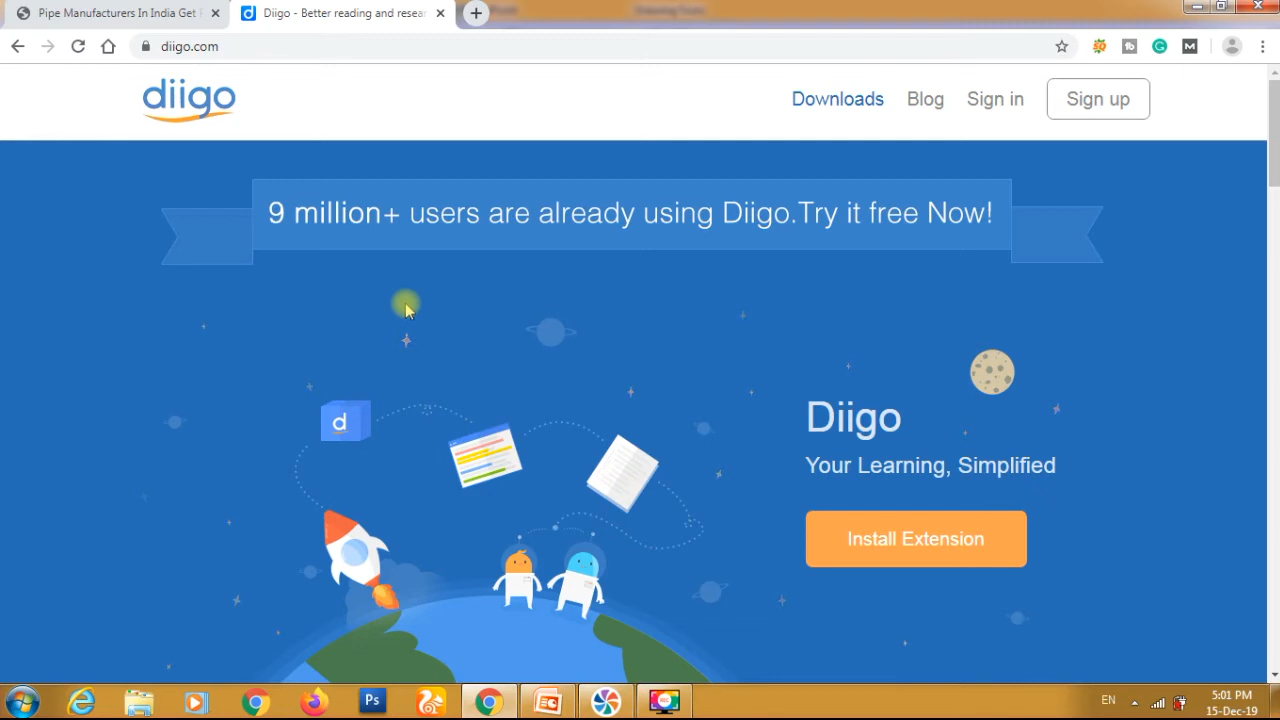 Pipe Manufacturers In India Get F
Diigo - Better reading and resear
diigo.com
diigo
Downloads
Blog
Sign in
Sign up
9 million+ users are already using Diigo.Try it free Now!
d
Diigo
Your Learning, Simplified
Install Extension
Ps
EN
5:01 PM
15-Dec-19